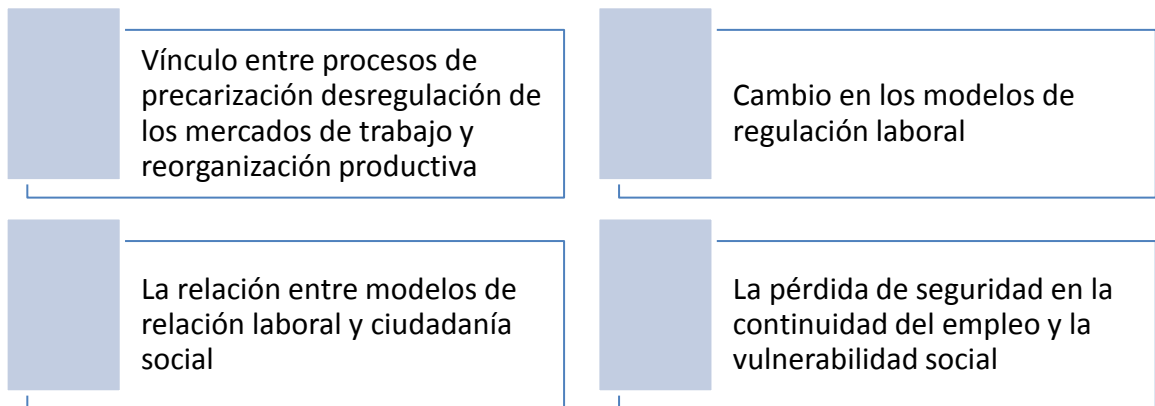 Vínculo entre procesos de
precarización desregulación de
los mercados de trabajo y
reorganización productiva
Cambio en los modelos de
regulación laboral
La relación entre modelos de
relación laboral y ciudadanía
social
La pérdida de seguridad en la
continuidad del empleo y la
vulnerabilidad social